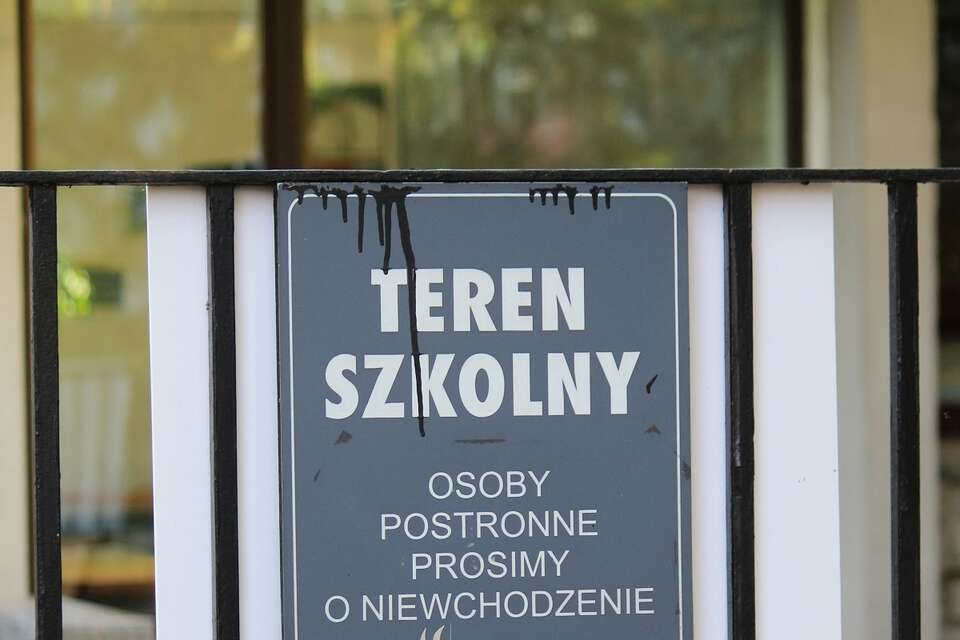 TEREN
SZKOLNY
OSOBY
POSTRONNE
PROSIMY
O NIEWCHODZENIE